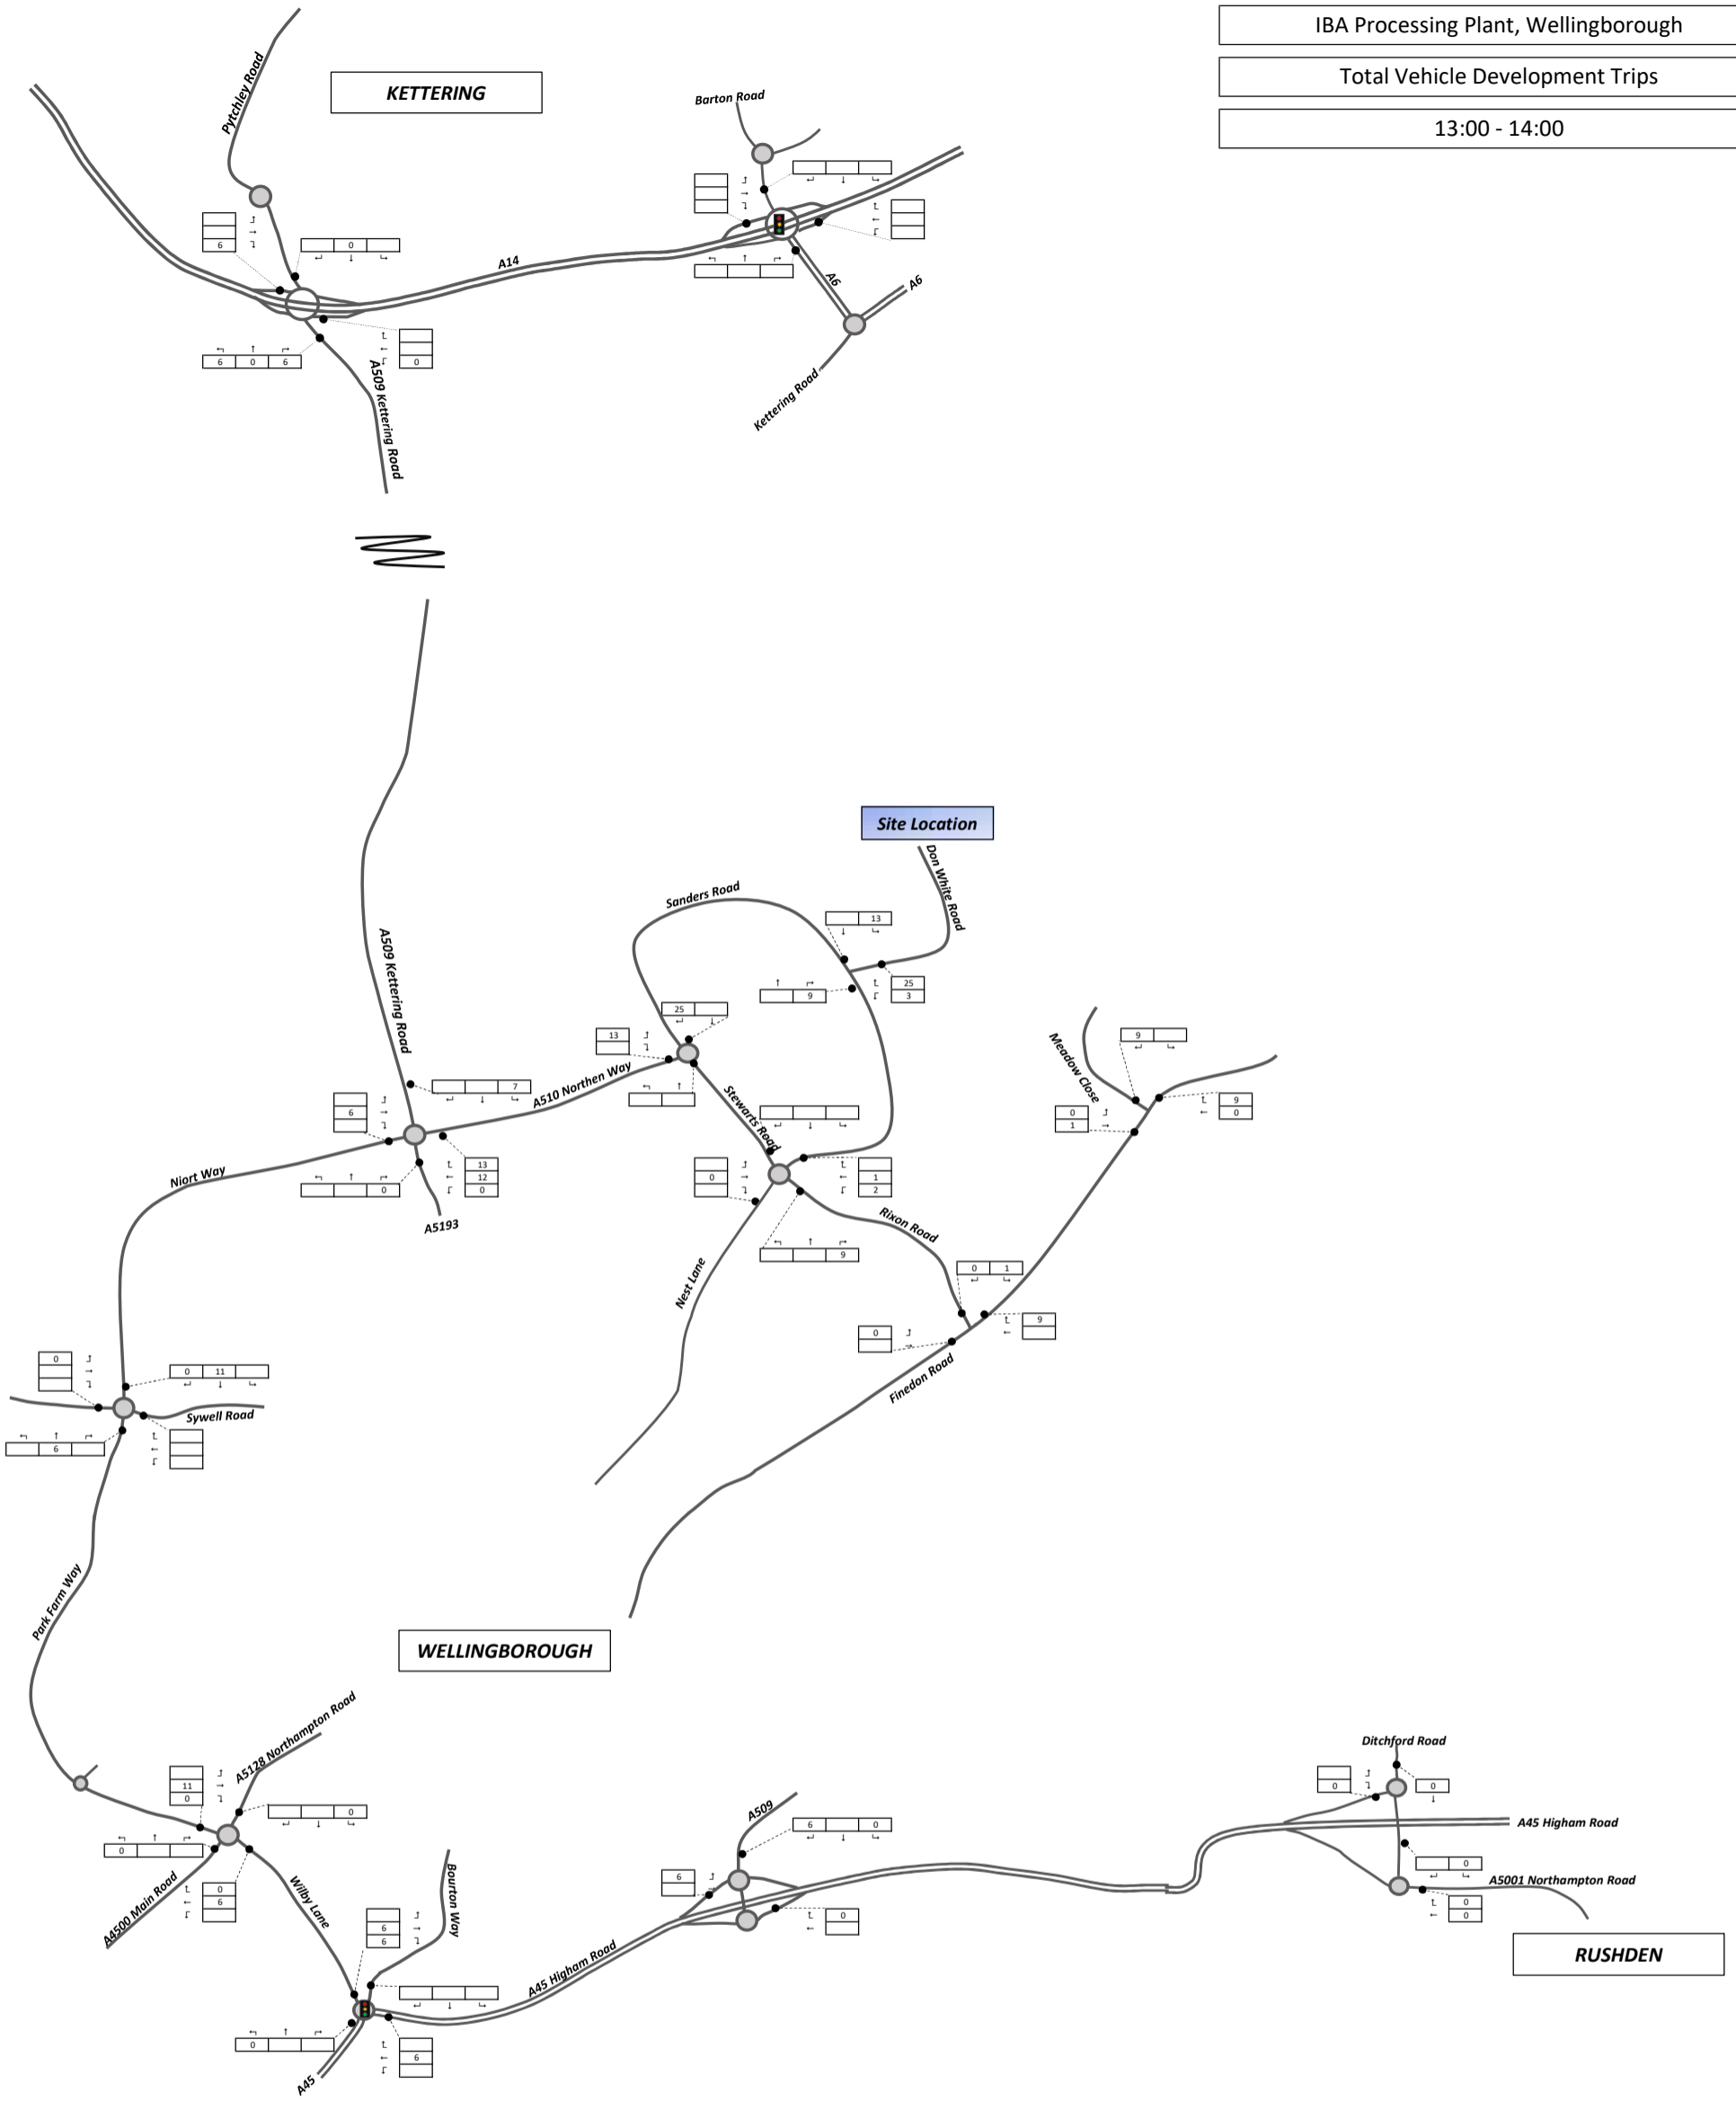 IBA Processing Plant, Wellingborough
Total Vehicle Development Trips
13:00 - 14:00
KETTERING
Pytchley Road
Barton Road
6
0
A14
A6
A6
6 0 6
0
A509 Kettering Road
Kettering Road
Site Location
Don White Road
Sanders Road
13
A509 Kettering Road
25
3
9
25
13
Meadow Close
9
A510 Northen Way
7
Stewarts Road
6
0
1
9
0
13
12
0
0
Niort Way
A5193
0
1
2
Rixon Road
9
Nest Lane
0 1
9
0
Finedon Road
0
0 11
Sywell Road
6
Park Farm Way
WELLINGBOROUGH
A5128 Northampton Road
11
0
0
0
A4500 Main Road
0
6
Wilby Lane
Bourton Way
A509
6 0
6
0
Ditchford Road
0
0
A45 Higham Road
0
A5001 Northampton Road
0
0
RUSHDEN
6
6
A45 Higham Road
0
6
A45